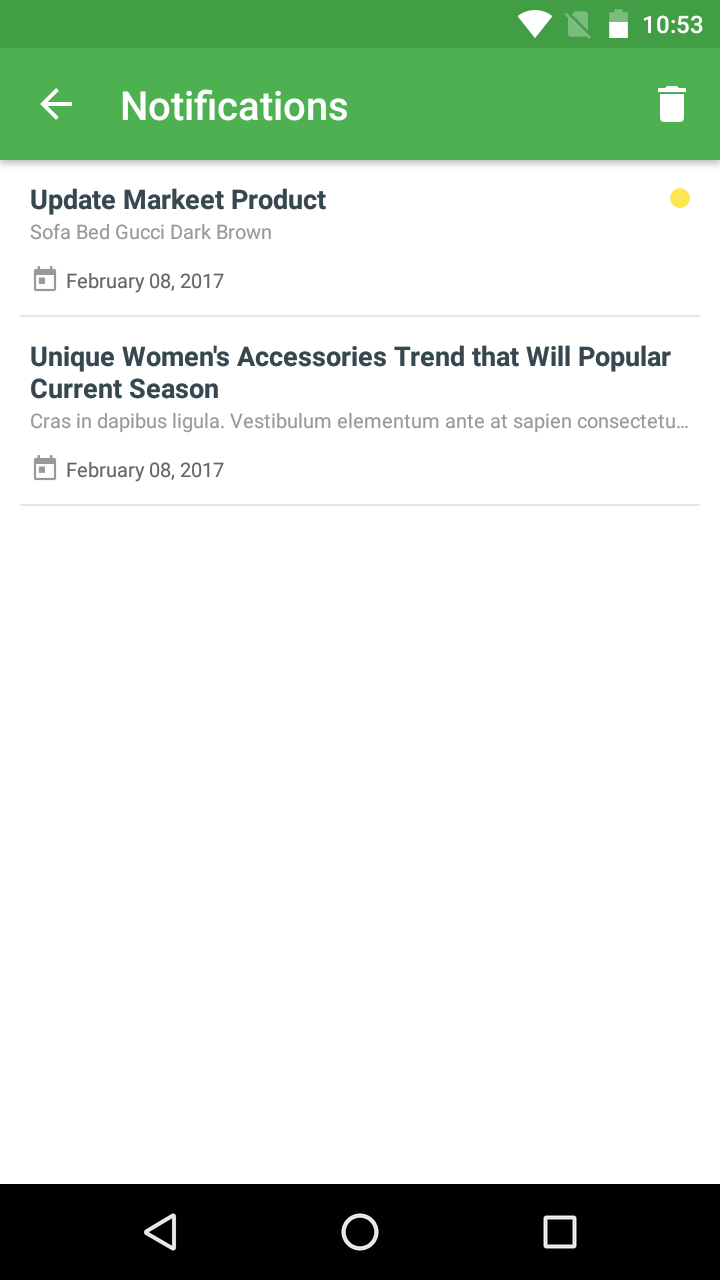 10:53
Notifications
Update Markeet Product
Sofa Bed Gucci Dark Brown
February 08, 2017
Unique Women's Accessories Trend that Will Popular
Current Season
Cras in dapibus ligula. Vestibulum elementum ante at sapien consectetu…
February 08, 2017